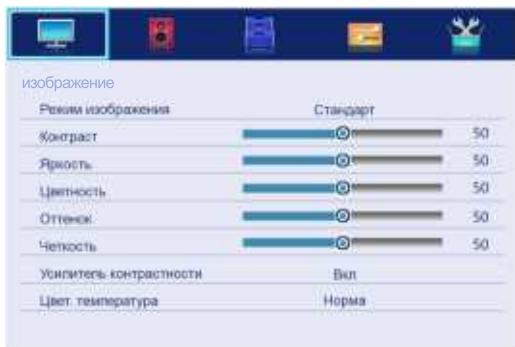 изображение
Режим изображения Стандарт
Контраст 50
Яркость 50
Цветность 50
Оттенок 50
Четкость 50
Усилитель контрастности Вкл
Цвет. температура Норма